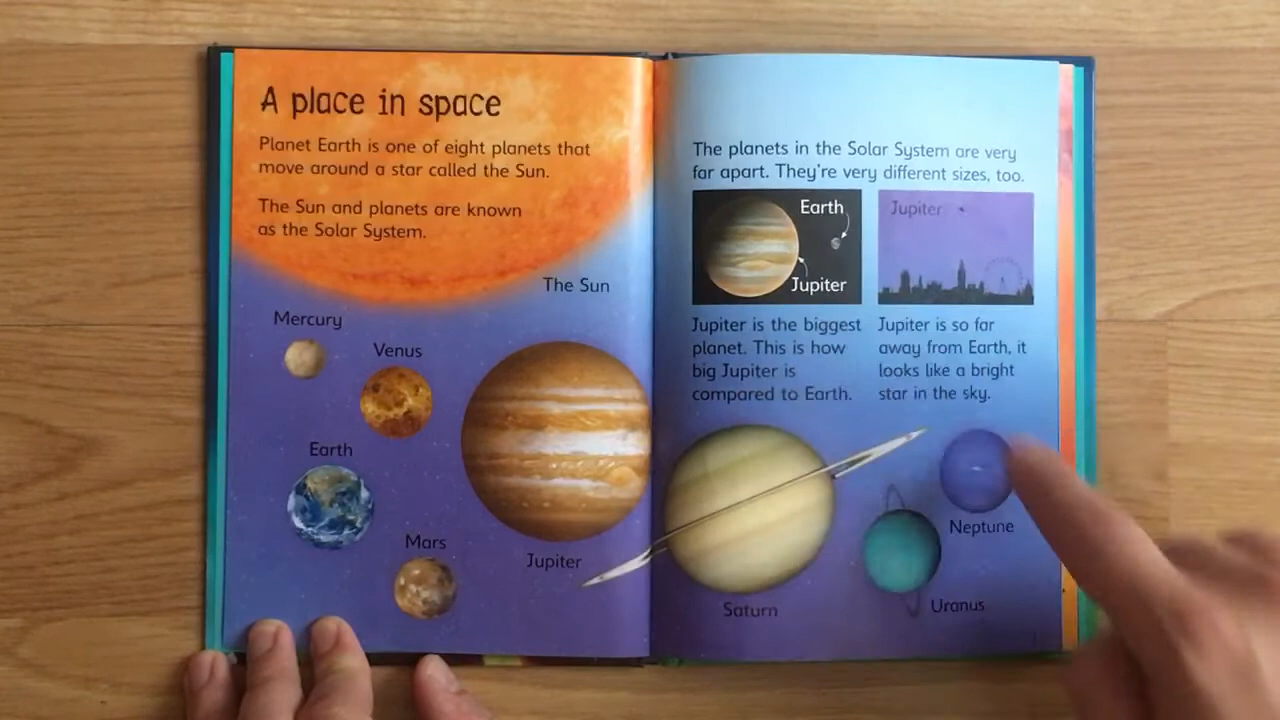 A place in space
Planet Earth is one of eight planets that
move around a star called the Sun.
The Sun and planets are known
as the Solar System.
The Sun
Mercury
Venus
Earth
Mars
Jupiter
The planets in the Solar System are very
far apart. They're very different sizes, too.
Earth
Jupiter
Jupiter is the biggest
planet. This is how
big Jupiter is
compared to Earth.
Jupiter
Jupiter is so far
away from Earth, it
looks like a bright
star in the sky.
Saturn
Uranus
Neptune